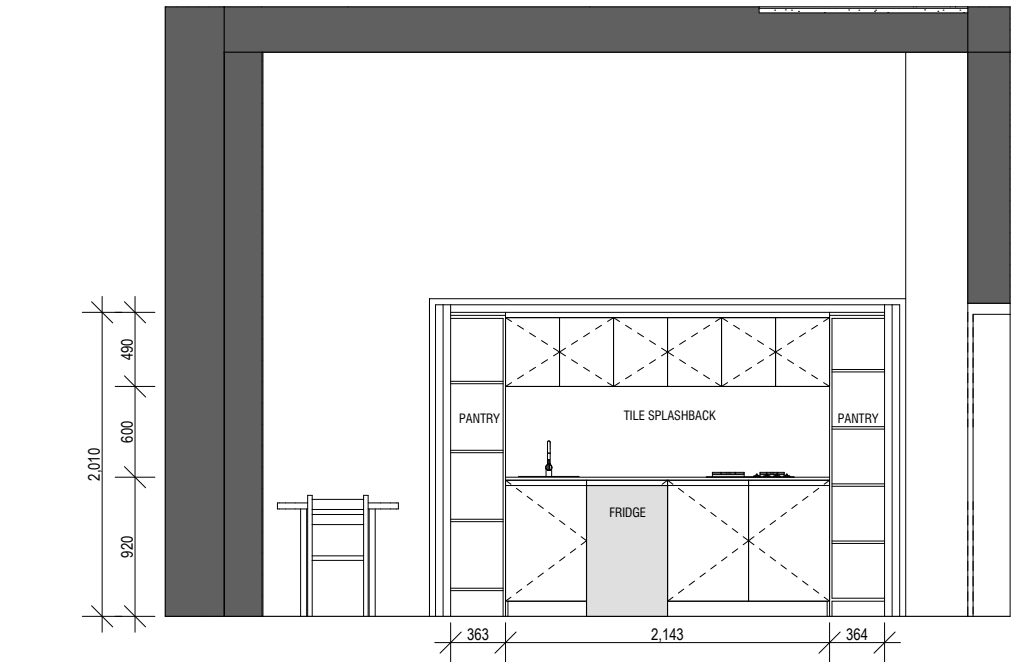 490
PANTRY
TILE SPLASHBACK
PANTRY
600
2,010
FRIDGE
920
363
2,143
364